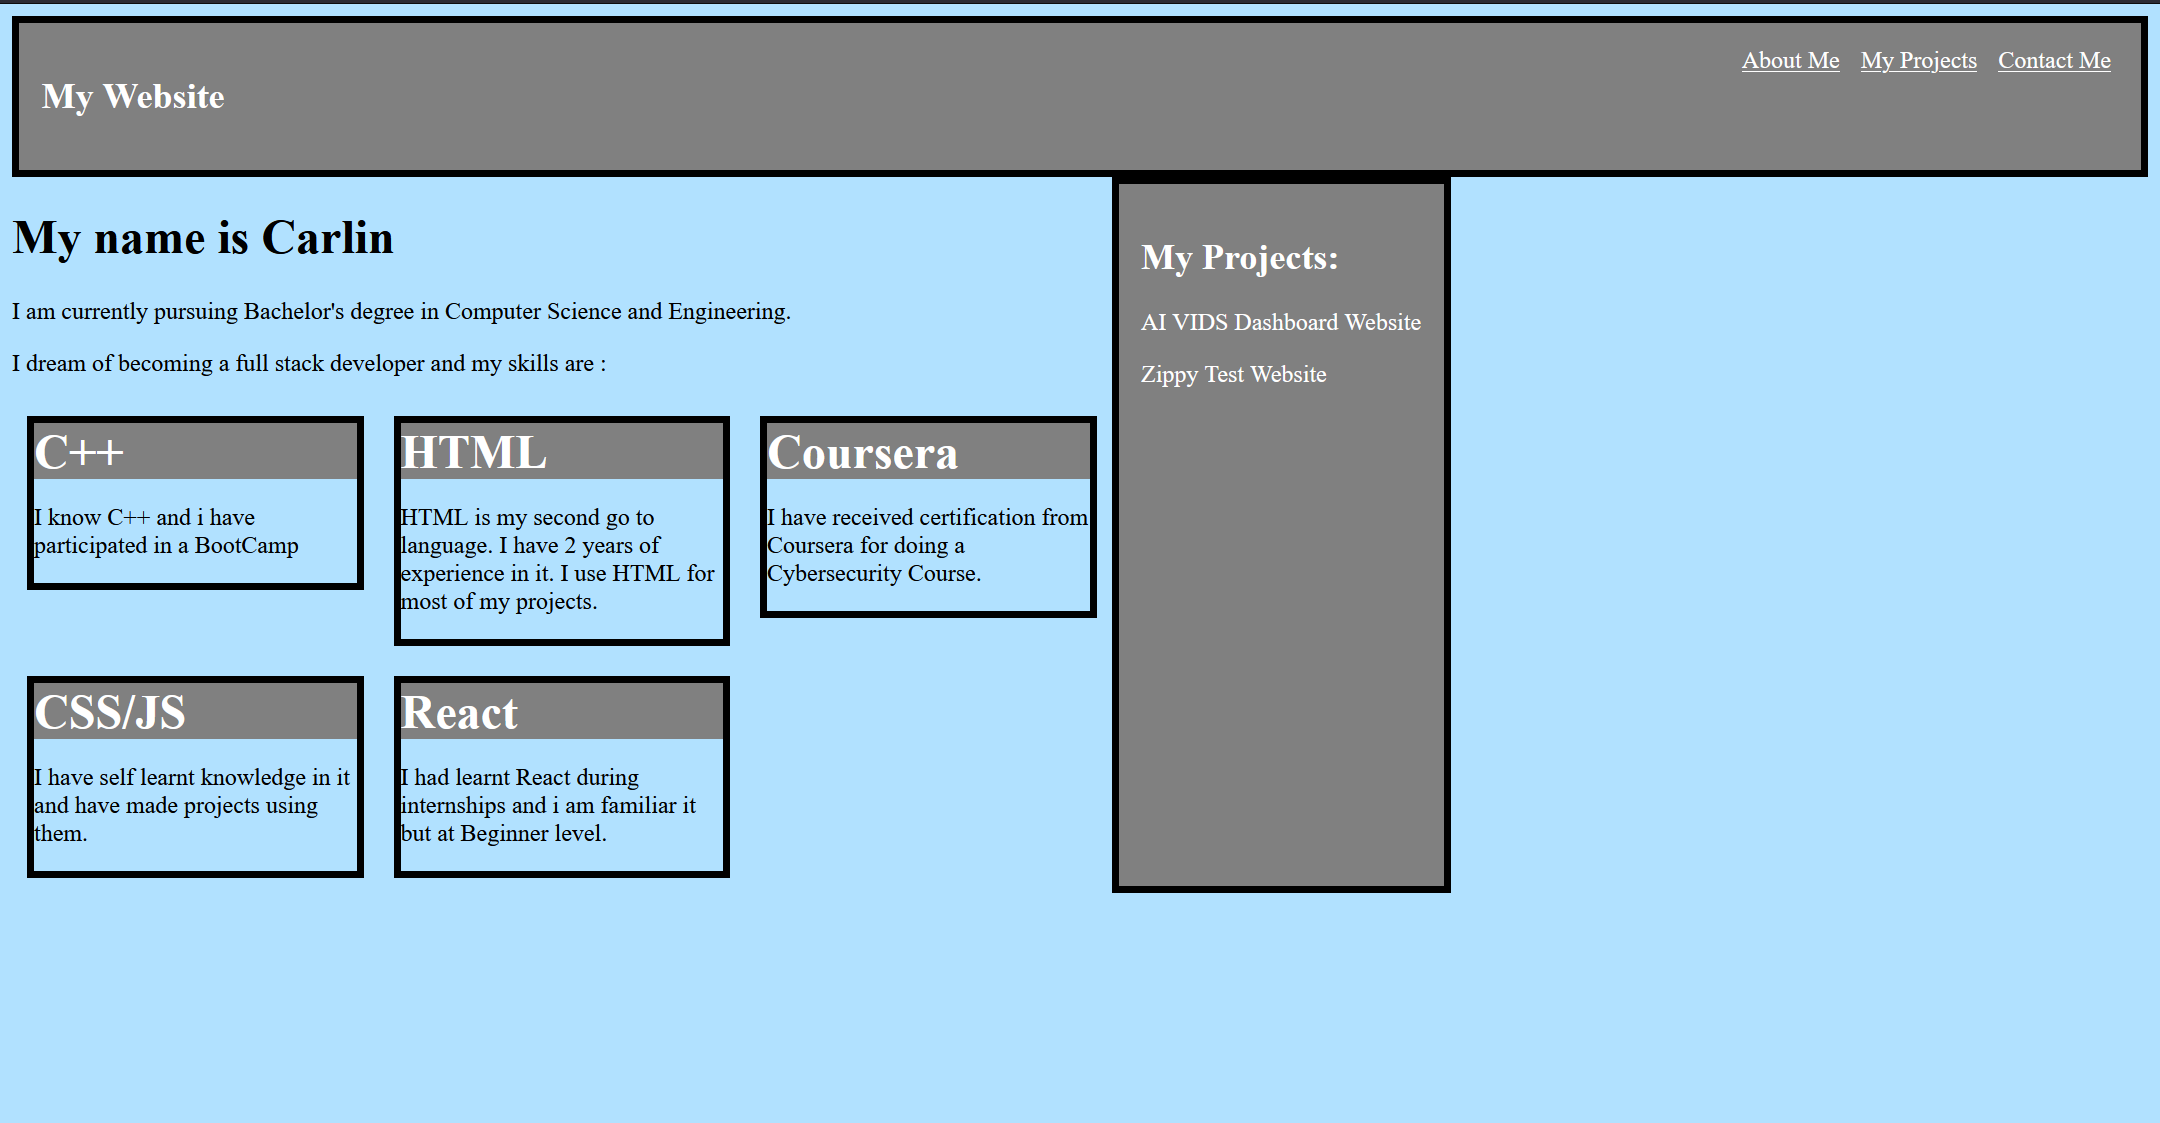 My Website
About Me My Projects Contact Me
My name is Carlin
I am currently pursuing Bachelor's degree in Computer Science and Engineering.
I dream of becoming a full stack developer and my skills are :
C++
I know C++ and i have
participated in a BootCamp
HTML
HTML is my second go to
language. I have 2 years of
experience in it. I use HTML for
most of my projects.
Coursera
I have received certification from
Coursera for doing a
Cybersecurity Course.
CSS/JS
I have self learnt knowledge in it
and have made projects using
them.
React
I had learnt React during
internships and i am familiar it
but at Beginner level.
My Projects:
AI VIDS Dashboard Website
Zippy Test Website